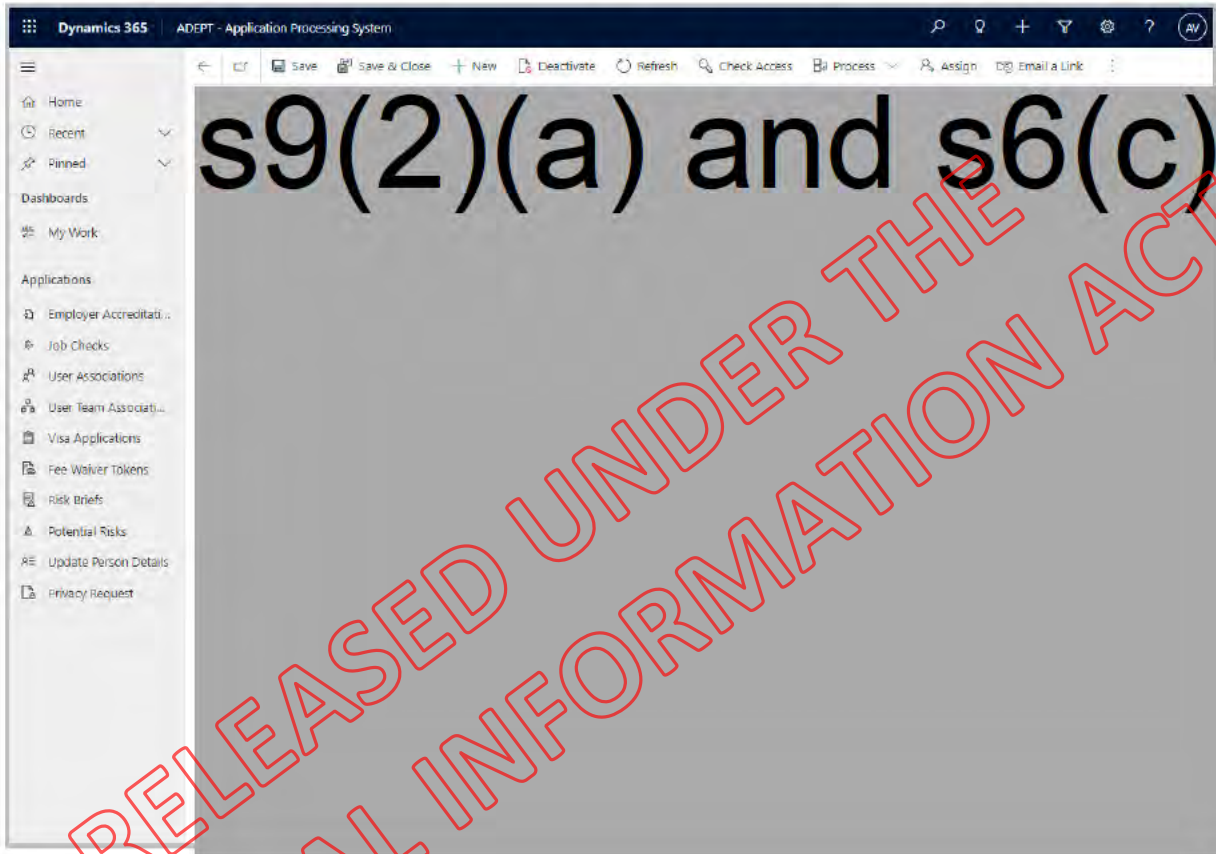 Dynamics 365 ADEPT - Application Processing System ? AV
Save Save & Close New Deactivate Refresh Check Access Process Assign Email a Link
Home
Recent
Pinned
Dashboards
My Work
Applications
Employer Accreditati...
Job Checks
User Associations
User Team Associati...
Visa Applications
Fee Waiver Tokens
Risk Briefs
Potential Risks
Update Person Details
Privacy Request
s9(2)(a) and s6(c)
RELEASED UNDER THE
INFORMATION ACT